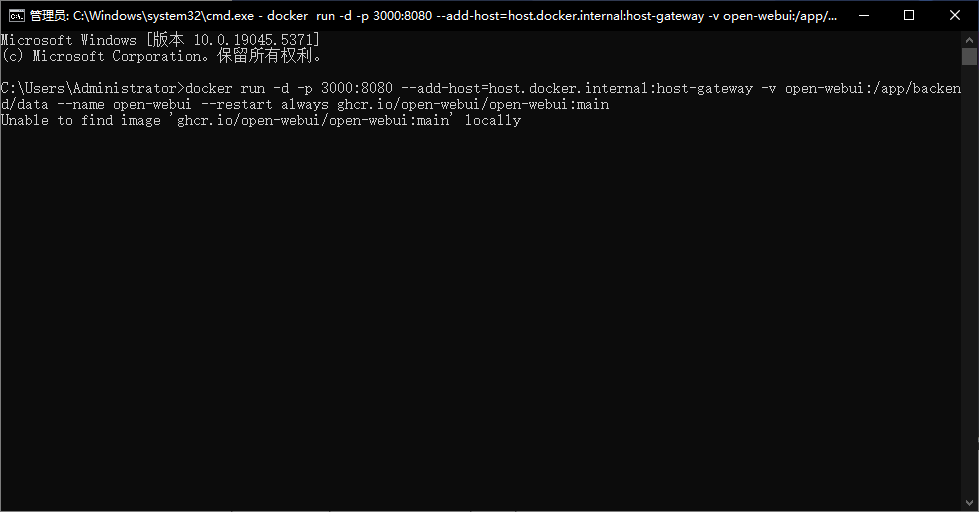 管理员: C:\Windows\system32\cmd.exe - docker  run -d -p 3000:8080 --add-host=host.docker.internal:host-gateway -v open-webui:/app/...
Microsoft Windows [版本 10.0.19045.5371]
(c) Microsoft Corporation。保留所有权利。
C:\Users\Administrator>docker run -d -p 3000:8080 --add-host=host.docker.internal:host-gateway -v open-webui:/app/backen
d/data --name open-webui --restart always ghcr.io/open-webui/open-webui:main
Unable to find image 'ghcr.io/open-webui/open-webui:main' locally